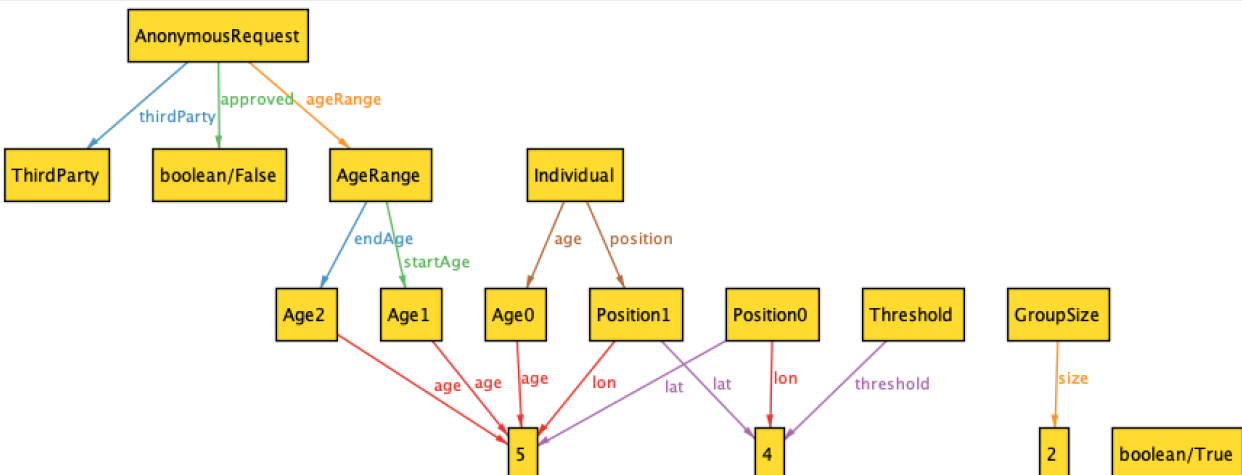 AnonymousRequest
thirdParty
approved
ageRange
ThirdParty
boolean/False
AgeRange
Individual
endAge
startAge
age
position
Age2
Age1
Age0
Position1
Position0
Threshold
GroupSize
age
age
age
lon
lat
lat
lon
threshold
size
5
4
2
boolean/True